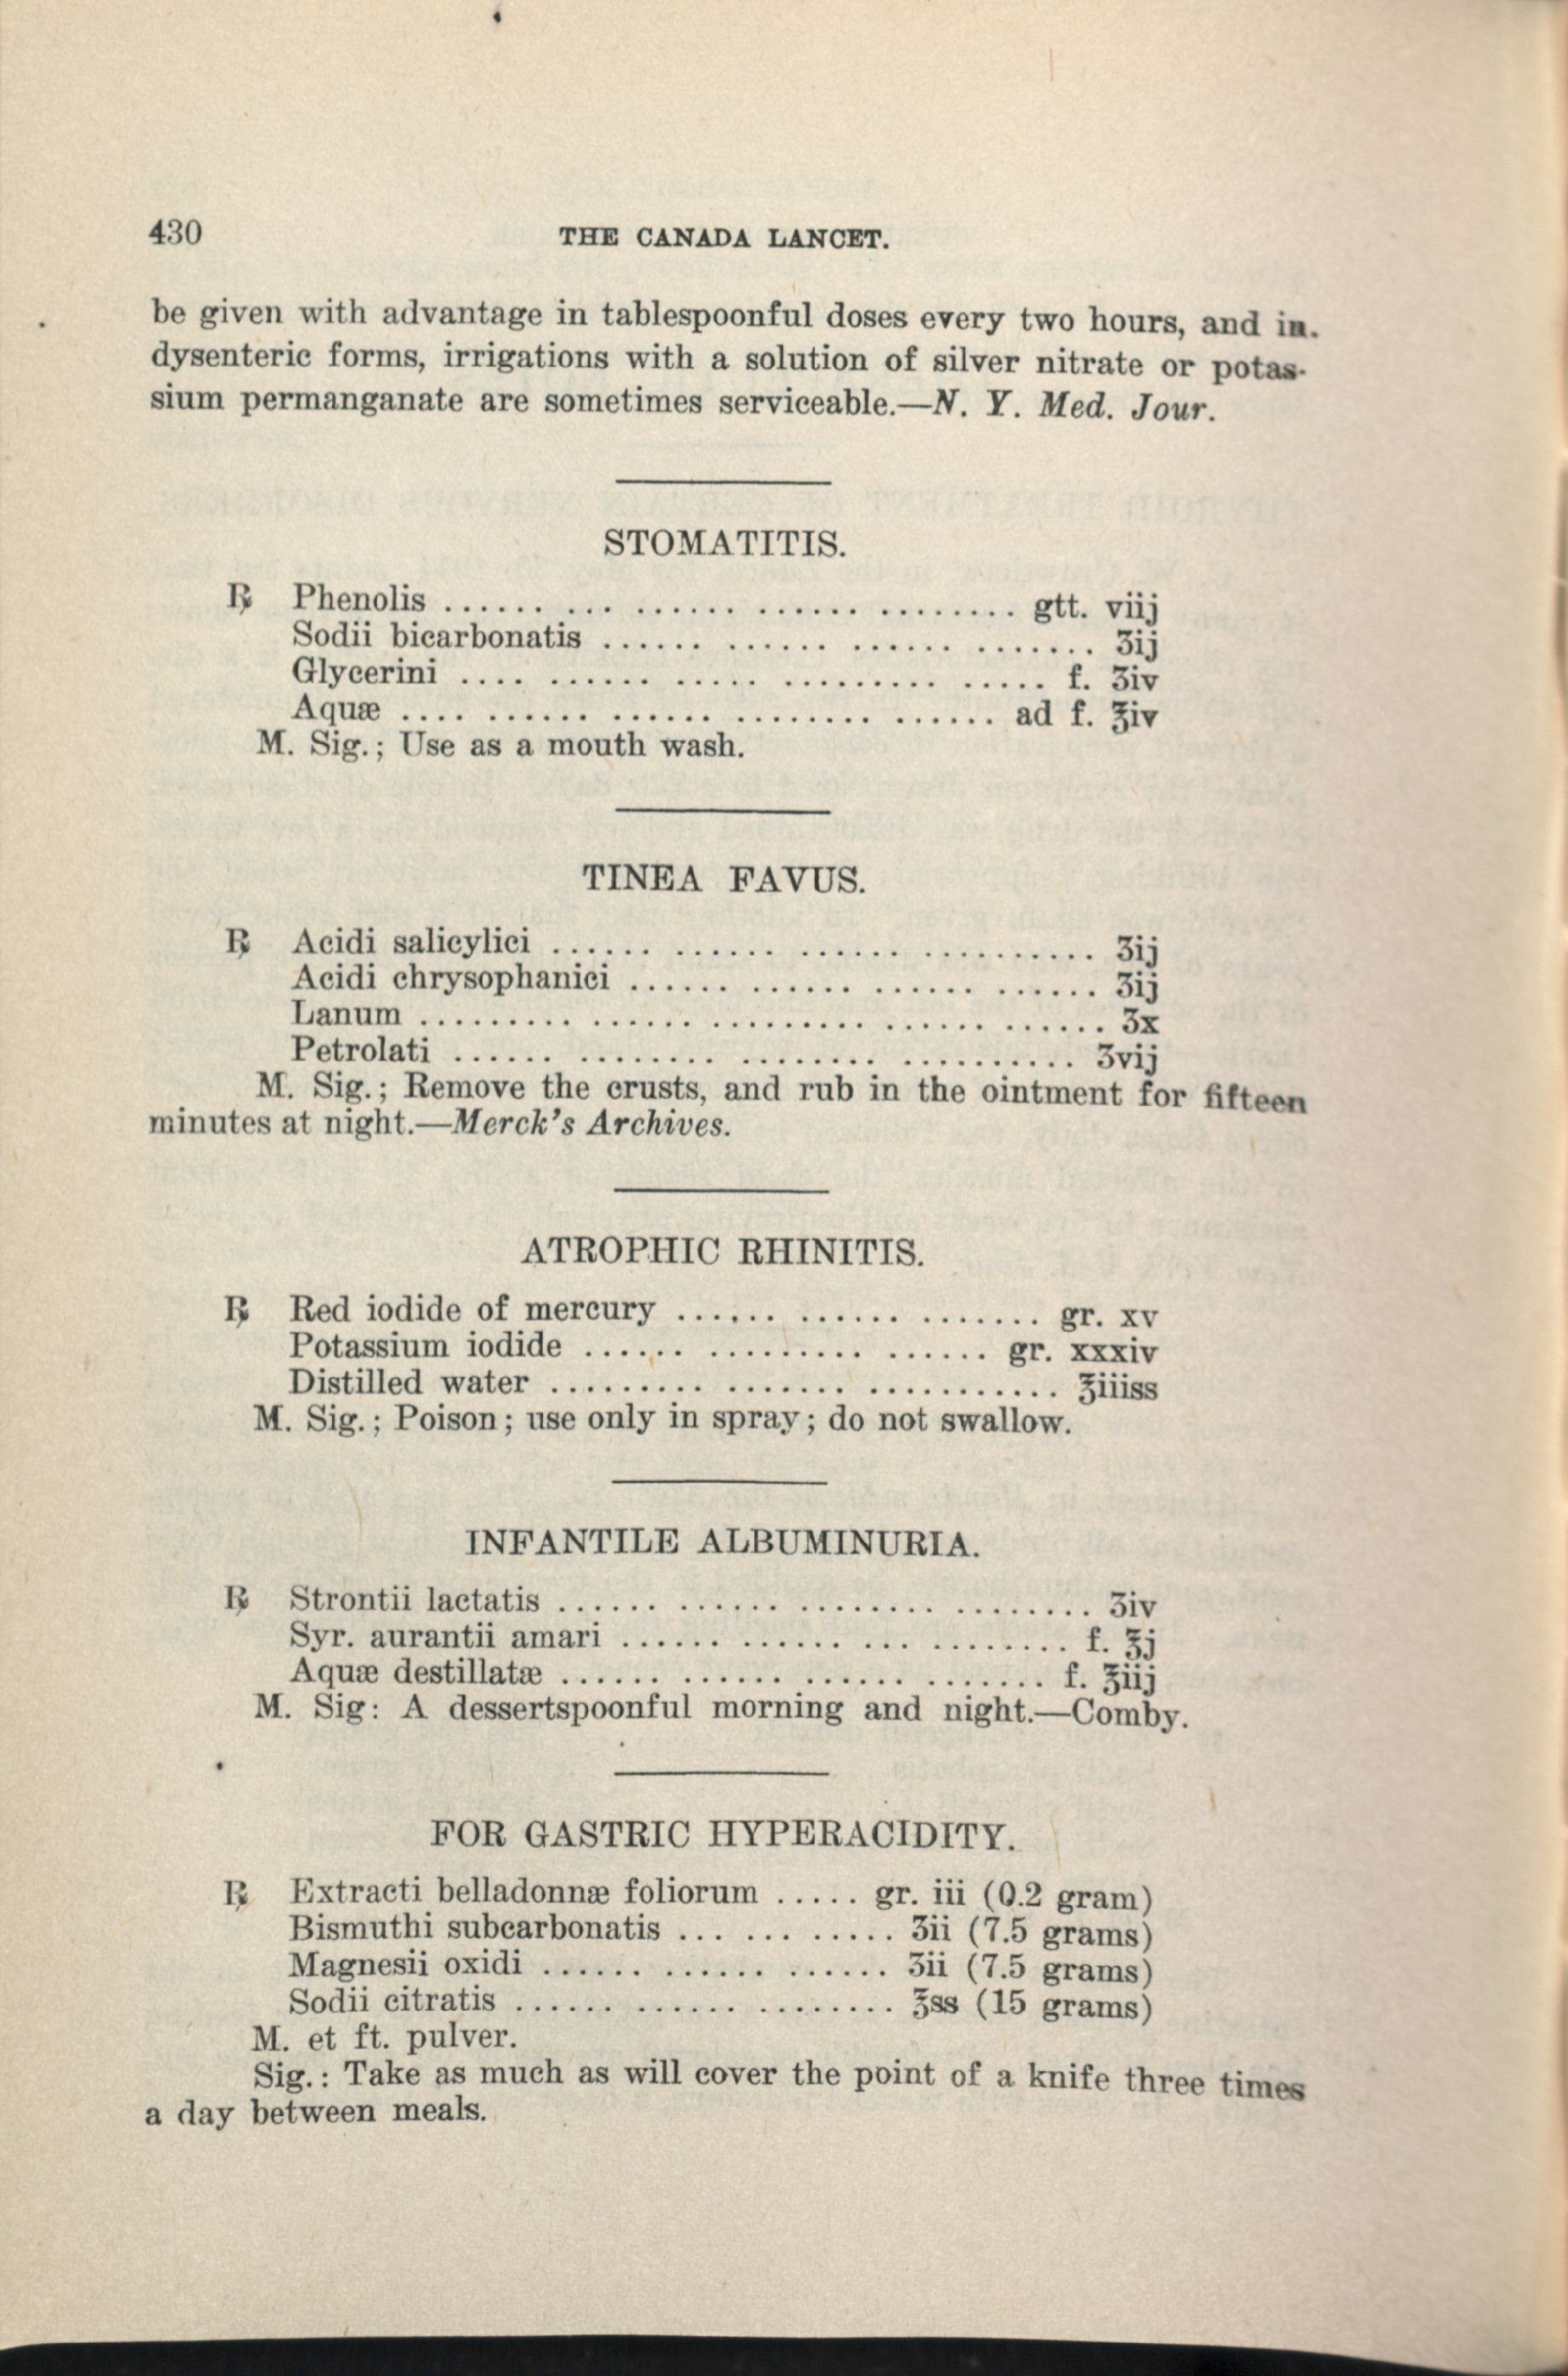 430 THE CANADA LANCET.
be given with advantage in tablespoonful doses every two hours, and in.
dysenteric forms, irrigations with a solution of silver nitrate or potas-
sium permanganate are sometimes serviceable.—N. Y. Med. Jour.
STOMATITIS.
℞ Phenolis ...... ... ...... ...... ........ gtt. viij
Sodii bicarbonatis ...... ...... ...... ........ ʒij
Glycerini .... ...... ..... ......... ..... f. ʒiv
Aquæ .... ...... ...... ........ ...... ad f. ℥iv
M. Sig.; Use as a mouth wash.
TINEA FAVUS.
℞ Acidi salicylici ...... ...... ...... .......... ʒij
Acidi chrysophanici ...... ...... ...... ...... ʒij
Lanum ......... ...... ......... ...... ...... ʒx
Petrolati ...... ........ ........ .......... ʒvij
M. Sig.; Remove the crusts, and rub in the ointment for fifteen
minutes at night.—Merck's Archives.
ATROPHIC RHINITIS.
℞ Red iodide of mercury ...... ...... ....... gr. xv
Potassium iodide ...... ......... ...... gr. xxxiv
Distilled water ......... ....... ........... ℥iiiss
M. Sig.; Poison; use only in spray; do not swallow.
INFANTILE ALBUMINURIA.
℞ Strontii lactatis ...... ...... ........ ........ ʒiv
Syr. aurantii amari ...... ...... ... ........ f. ℥j
Aquæ destillatæ ...... ...... ...... ....... f. ℥iij
M. Sig: A dessertspoonful morning and night.—Comby.
FOR GASTRIC HYPERACIDITY.
℞ Extracti belladonnæ foliorum ..... gr. iii (0.2 gram)
Bismuthi subcarbonatis ... ... ..... ʒii (7.5 grams)
Magnesii oxidi ...... ...... ...... ʒii (7.5 grams)
Sodii citratis ...... ...... ........ ℥ss (15 grams)
M. et ft. pulver.
Sig.: Take as much as will cover the point of a knife three times
a day between meals.